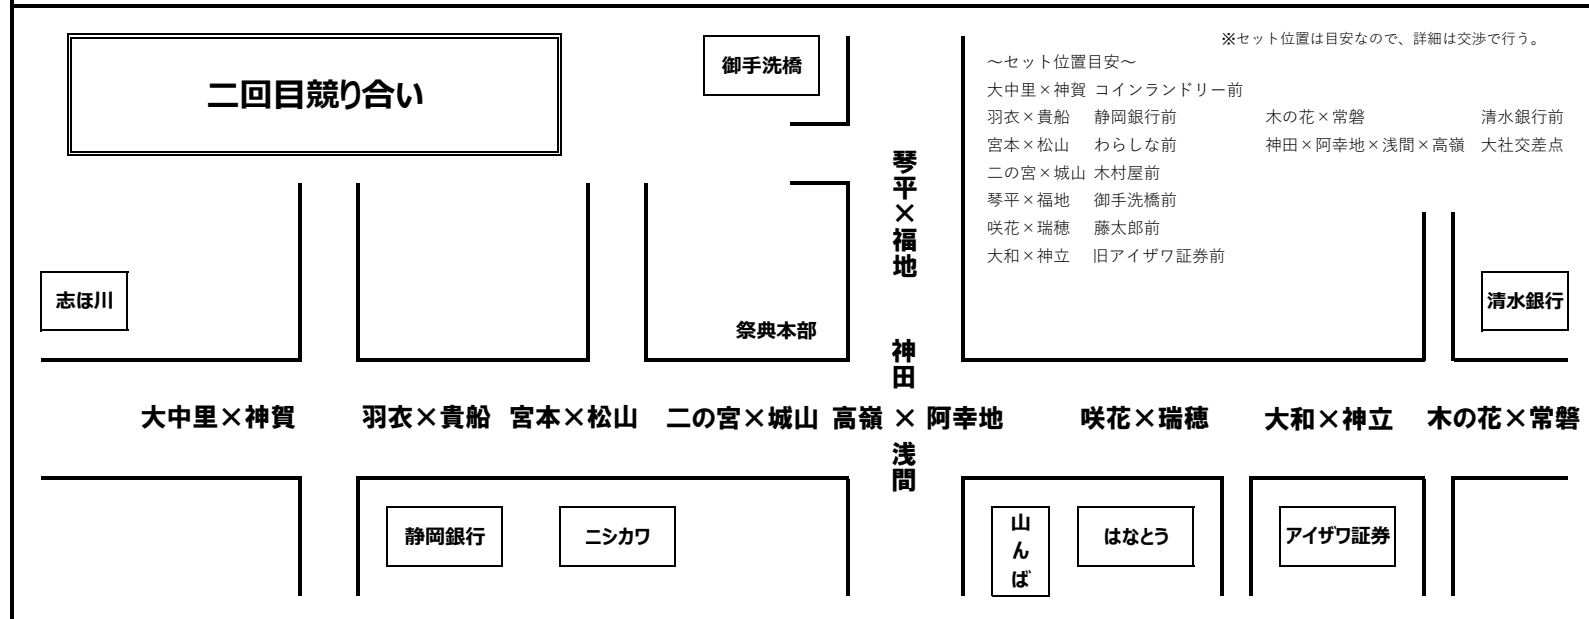 ※セット位置は目安なので、詳細は交渉で行う。
二回目競り合い
御手洗橋
～セット位置目安～
大中里×神賀 コインランドリー前
羽衣×貴船 静岡銀行前 木の花×常磐 清水銀行前
宮本×松山 わらしな前 神田×阿幸地×浅間×高嶺 大社交差点
二の宮×城山 木村屋前
琴平×福地 御手洗橋前
咲花×瑞穂 藤太郎前
大和×神立 旧アイザワ証券前
琴平×福地
志ほ川
清水銀行
祭典本部
神田
大中里×神賀 羽衣×貴船 宮本×松山 二の宮×城山 高嶺 × 阿幸地 咲花×瑞穂 大和×神立 木の花×常磐
浅間
静岡銀行 ニシカワ 山んば はなとう アイザワ証券